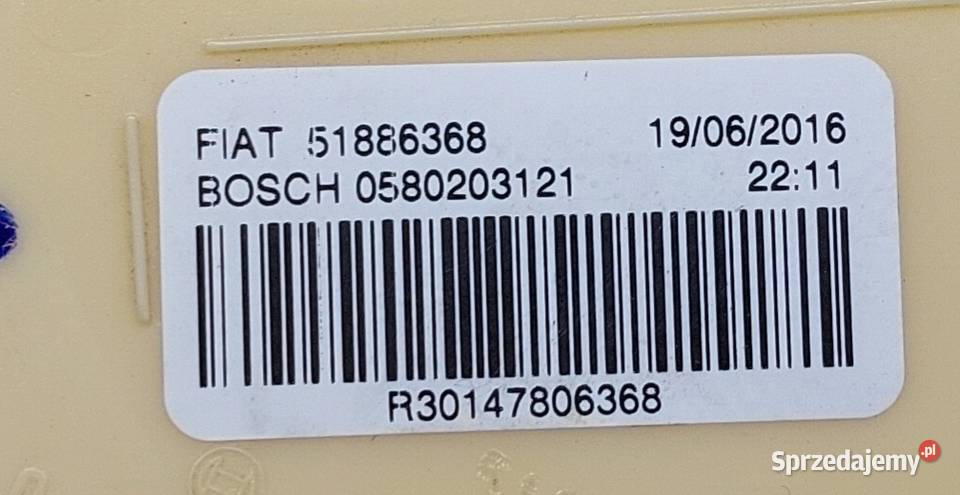 FIAT 51886368 19/06/2016
BOSCH 0580203121 22:11
R30147806368
Sprzedajemy.pl